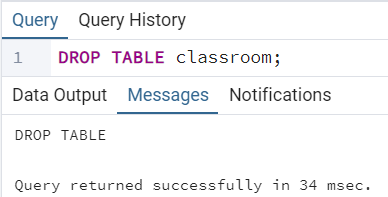 Query Query History
1 DROP TABLE classroom;
Data Output Messages Notifications
DROP TABLE
Query returned successfully in 34 msec.